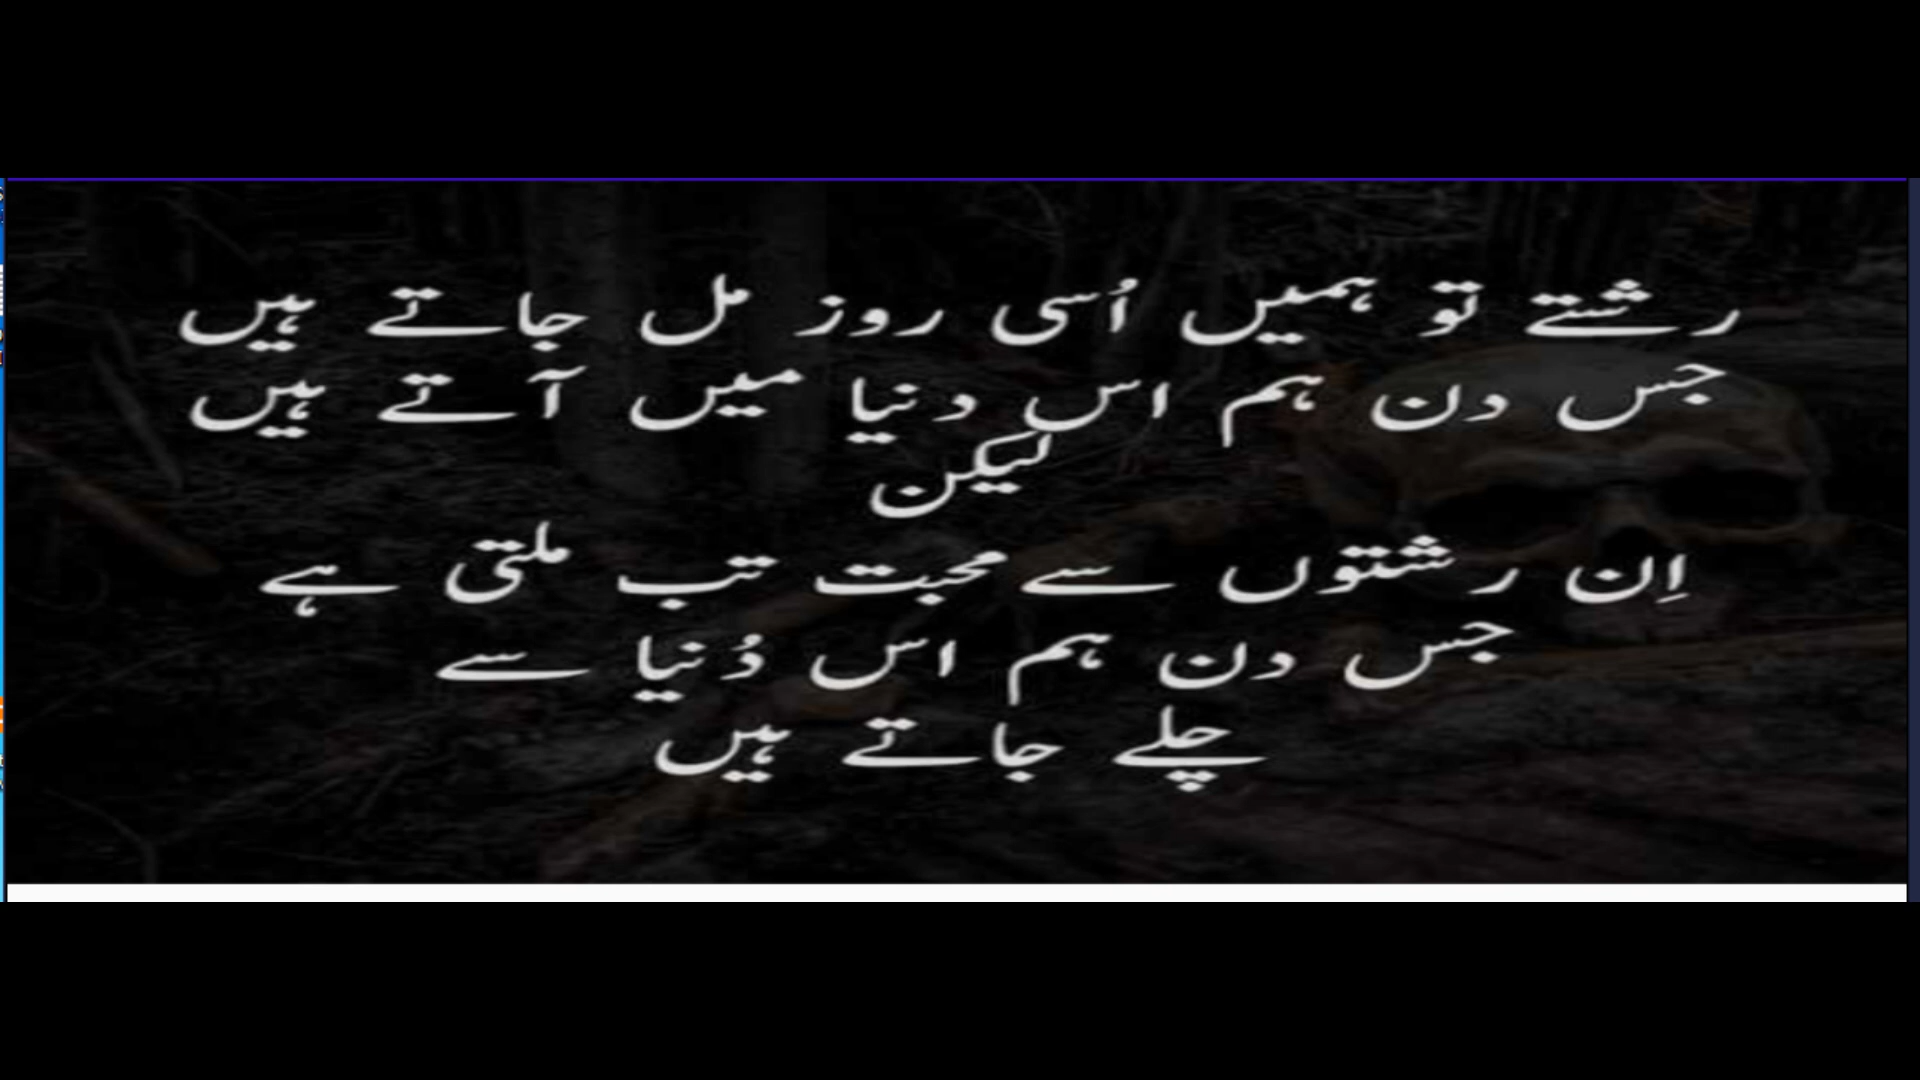 رشتے تو ہمیں اُسی روز مل جاتے ہیں
جس دن ہم اس دنیا میں آتے ہیں
لیکن
اِن رشتوں سے محبت تب ملتی ہے
جس دن ہم اس دُنیا سے
چلے جاتے ہیں